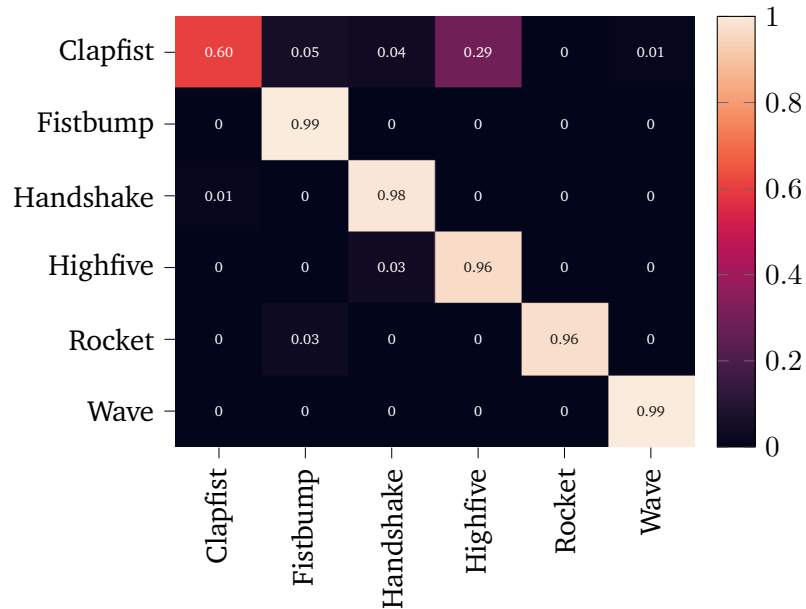 Clapfist 0.60 0.05 0.04 0.29 0 0.01
Fistbump 0 0.99 0 0 0 0
Handshake 0.01 0 0.98 0 0 0
Highfive 0 0 0.03 0.96 0 0
Rocket 0 0.03 0 0 0.96 0
Wave 0 0 0 0 0 0.99
Clapfist
Fistbump
Handshake
Highfive
Rocket
Wave
1
0.8
0.6
0.4
0.2
0